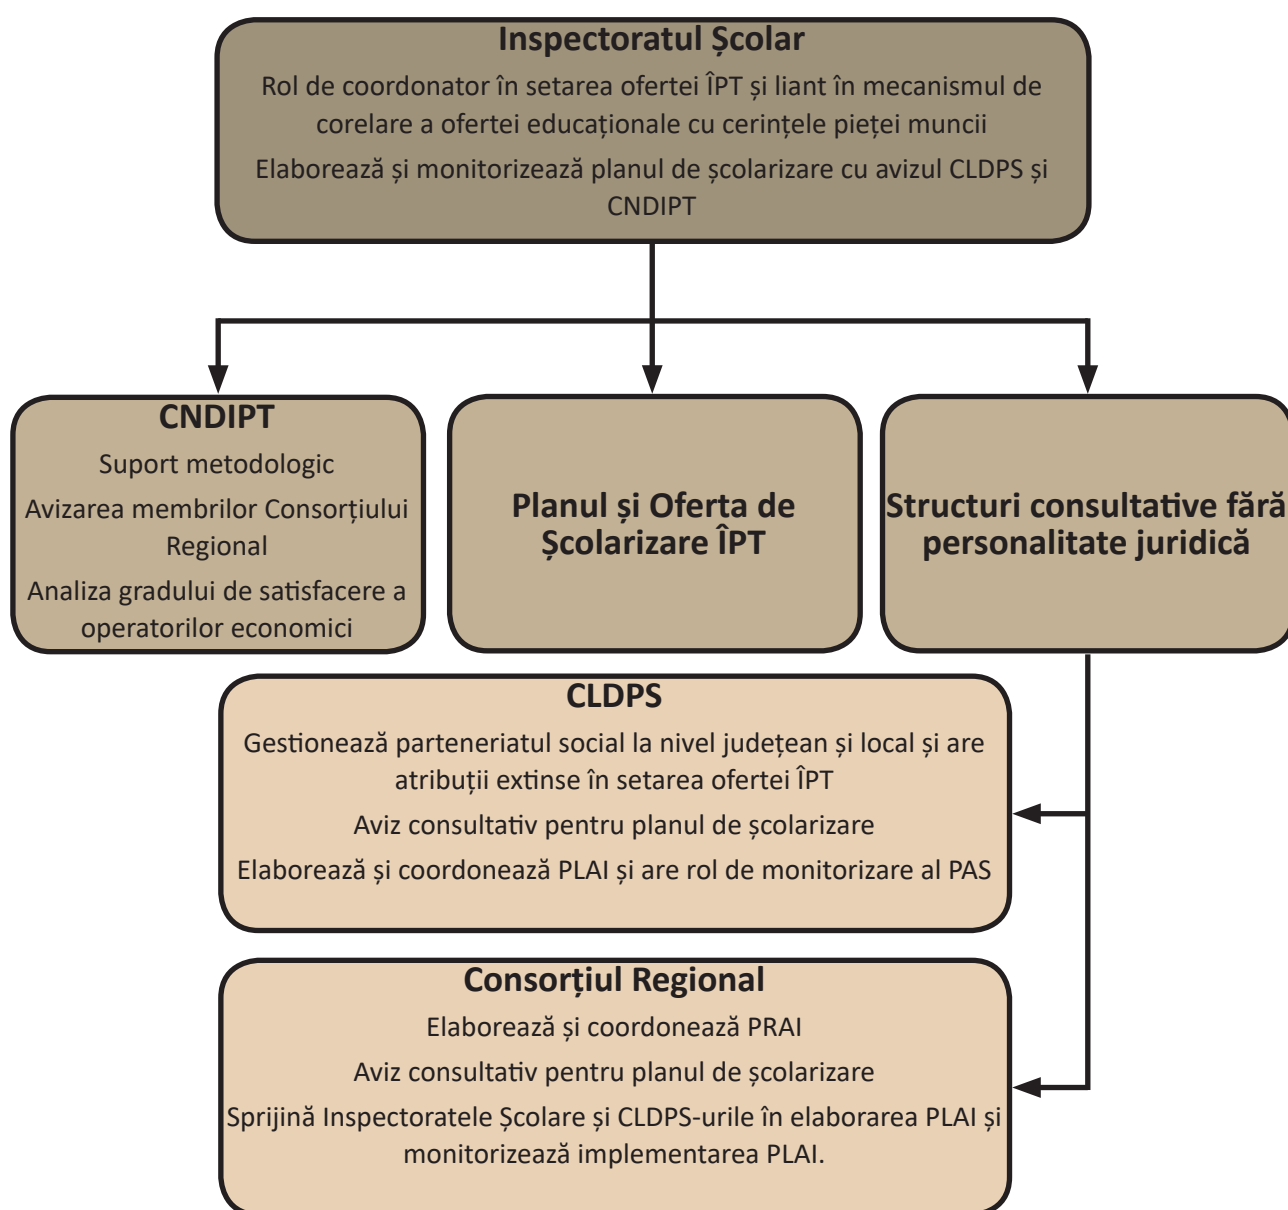 Inspectoratul Școlar
Rol de coordonator în setarea ofertei ÎPT și liant în mecanismul de
corelare a ofertei educaționale cu cerințele pieței muncii
Elaborează și monitorizează planul de școlarizare cu avizul CLDPS și
CNDIPT
CNDIPT
Suport metodologic
Avizarea membrilor Consorțiului
Regional
Analiza gradului de satisfacere a
operatorilor economici
Planul și Oferta de
Școlarizare ÎPT
Structuri consultative fără
personalitate juridică
CLDPS
Gestionează parteneriatul social la nivel județean și local și are
atribuții extinse în setarea ofertei ÎPT
Aviz consultativ pentru planul de școlarizare
Elaborează și coordonează PLAI și are rol de monitorizare al PAS
Consorțiul Regional
Elaborează și coordonează PRAI
Aviz consultativ pentru planul de școlarizare
Sprijină Inspectoratele Școlare și CLDPS-urile în elaborarea PLAI și
monitorizează implementarea PLAI.